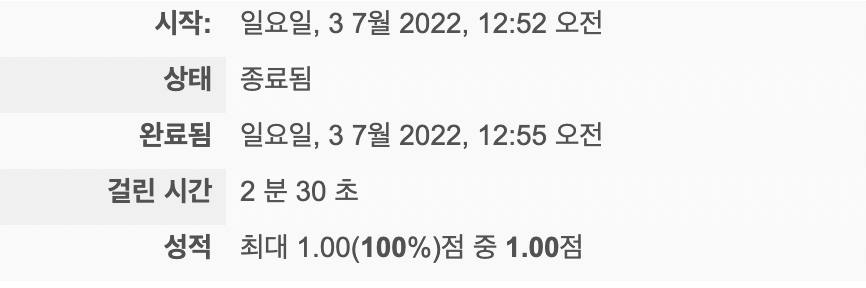 시작: 일요일, 3 7월 2022, 12:52 오전
상태 종료됨
완료됨 일요일, 3 7월 2022, 12:55 오전
걸린 시간 2 분 30 초
성적 최대 1.00(100%)점 중 1.00점